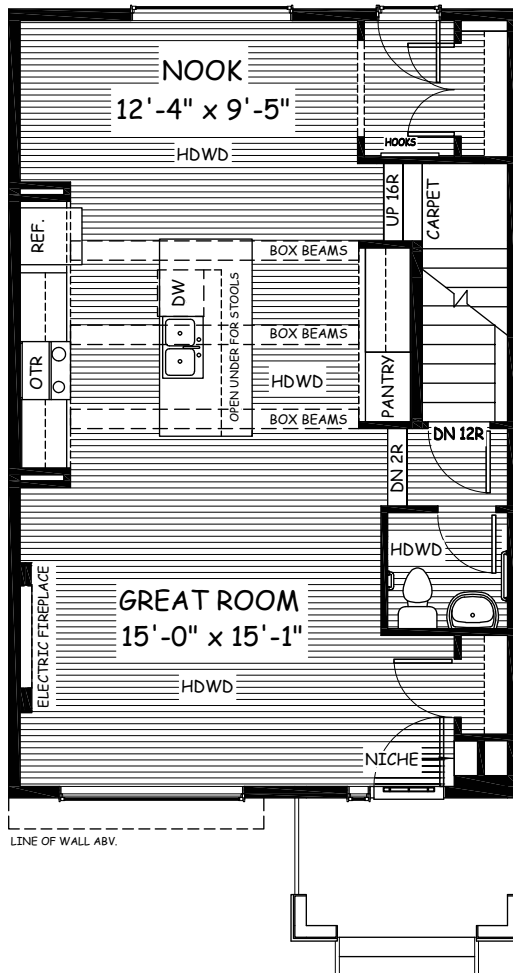 NOOK
12'-4" x 9'-5"
HDWD
HOOKS
UP 16R
CARPET
REF.
BOX BEAMS
DW
OPEN UNDER FOR STOOLS
BOX BEAMS
OTR
HDWD
PANTRY
BOX BEAMS
DN 12R
DN 2R
HDWD
ELECTRIC FIREPLACE
GREAT ROOM
15'-0" x 15'-1"
HDWD
NICHE
LINE OF WALL ABV.